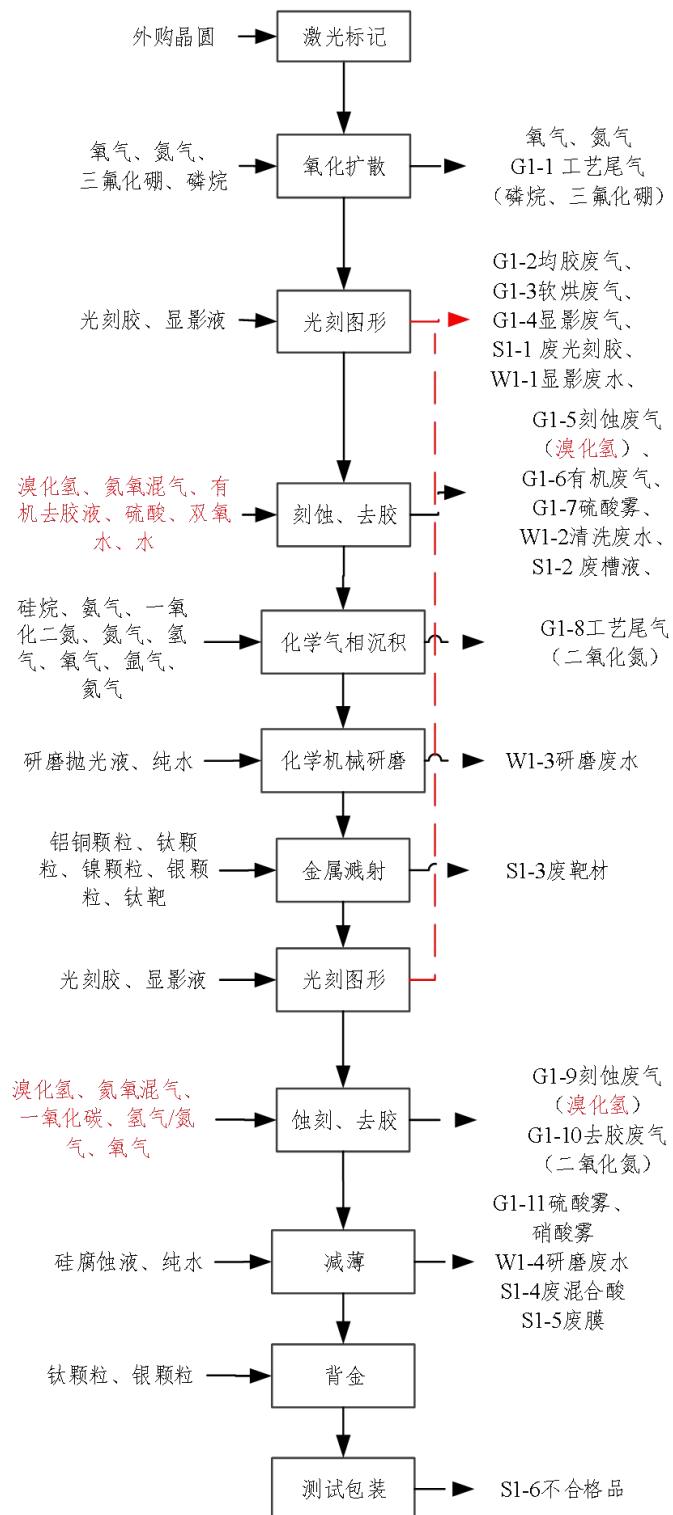 外购晶圆
激光标记
氧气、氮气、
三氟化硼、磷烷
氧化扩散
氧气、氮气
G1-1 工艺尾气
（磷烷、三氟化硼）
光刻胶、显影液
光刻图形
G1-2均胶废气、
G1-3软烘废气、
G1-4显影废气、
S1-1 废光刻胶、
W1-1显影废水、
溴化氢、氦氧混气、有
机去胶液、硫酸、双氧
水、水
刻蚀、去胶
G1-5刻蚀废气
（溴化氢）、
G1-6有机废气、
G1-7硫酸雾、
W1-2清洗废水、
S1-2 废槽液、
硅烷、氨气、一氧
化二氮、氮气、氢
气、氧气、氩气、
氦气
化学气相沉积
G1-8工艺尾气
（二氧化氮）
研磨抛光液、纯水
化学机械研磨
W1-3研磨废水
铝铜颗粒、钛颗
粒、镍颗粒、银颗
粒、钛靶
金属溅射
S1-3废靶材
光刻胶、显影液
光刻图形
溴化氢、氦氧混气、
一氧化碳、氢气/氮
气、氧气
蚀刻、去胶
G1-9刻蚀废气
（溴化氢）
G1-10去胶废气
（二氧化氮）
硅腐蚀液、纯水
减薄
G1-11硫酸雾、
硝酸雾
W1-4研磨废水
S1-4废混合酸
S1-5废膜
钛颗粒、银颗粒
背金
测试包装
S1-6不合格品